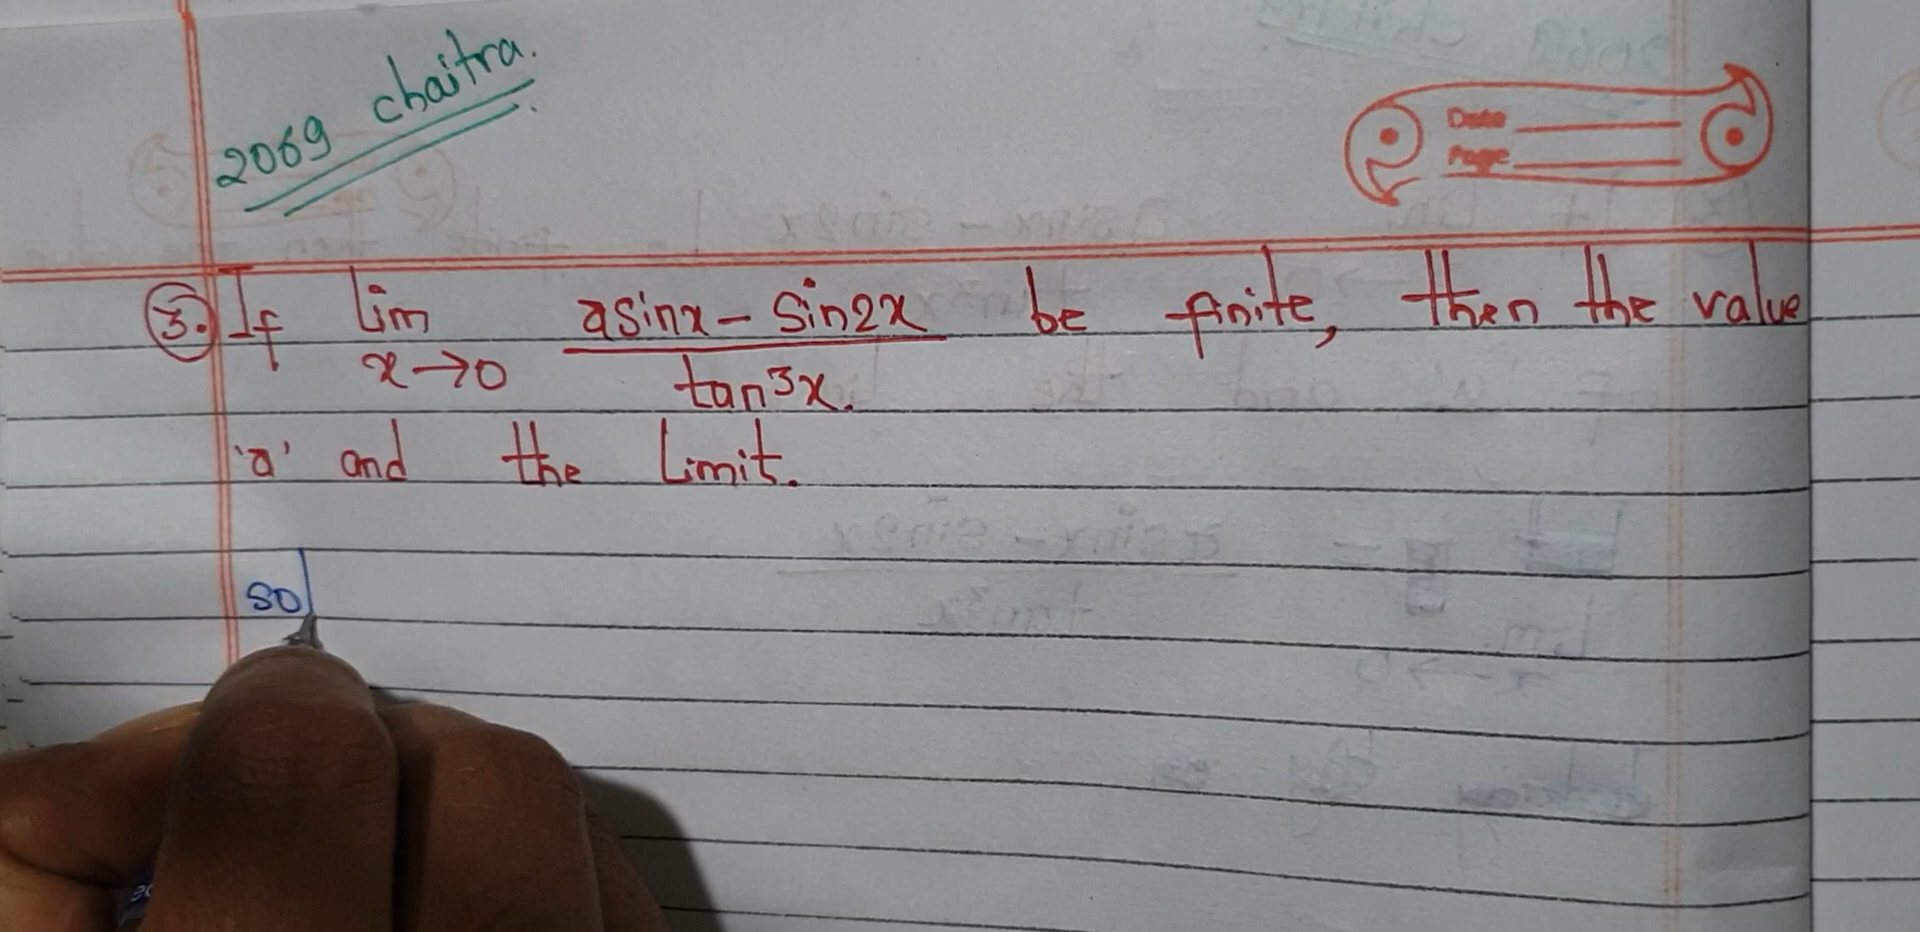 2069 chaitra.
Date
Page
3. If lim x→0 asinx - sin2x / tan³x. be finite, then the value
'a' and the limit.
sol